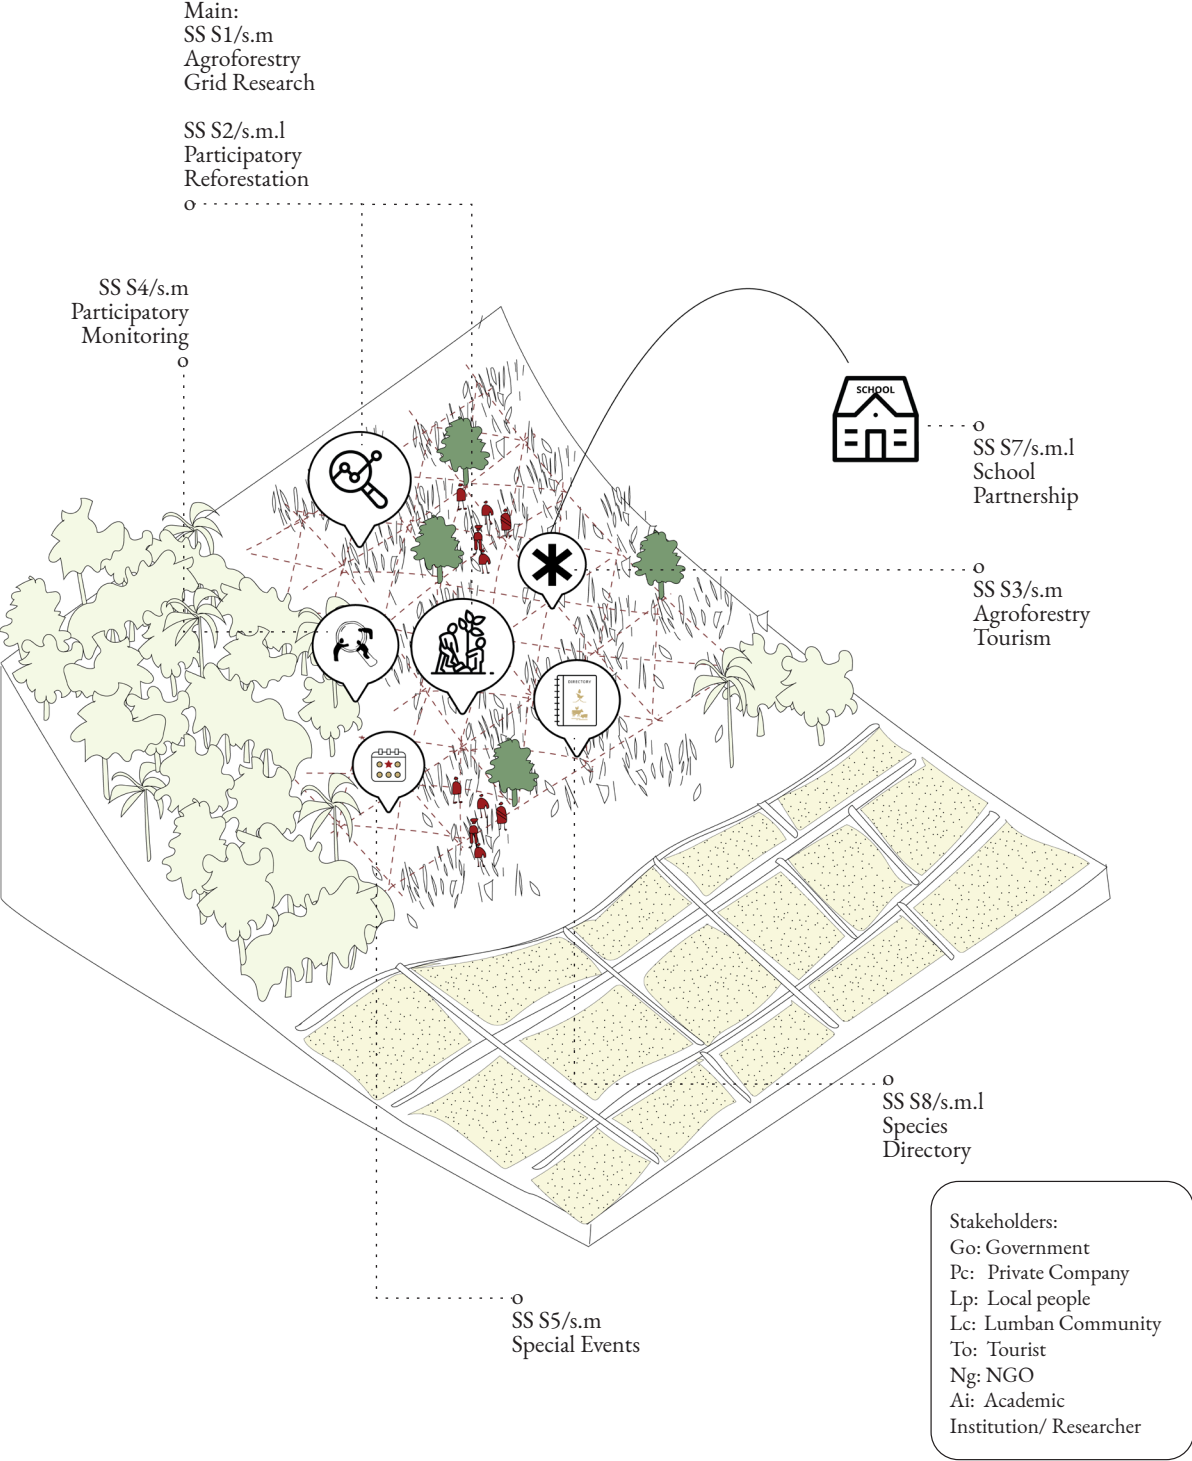 Main:
SS S1/s.m
Agroforestry
Grid Research
SS S2/s.m.l
Participatory
Reforestation
SS S4/s.m
Participatory
Monitoring
SCHOOL
SS S7/s.m.l
School
Partnership
SS S3/s.m
Agroforestry
Tourism
DIRECTORY
SS S8/s.m.l
Species
Directory
SS S5/s.m
Special Events
Stakeholders:
Go: Government
Pc: Private Company
Lp: Local people
Lc: Lumban Community
To: Tourist
Ng: NGO
Ai: Academic
Institution/ Researcher